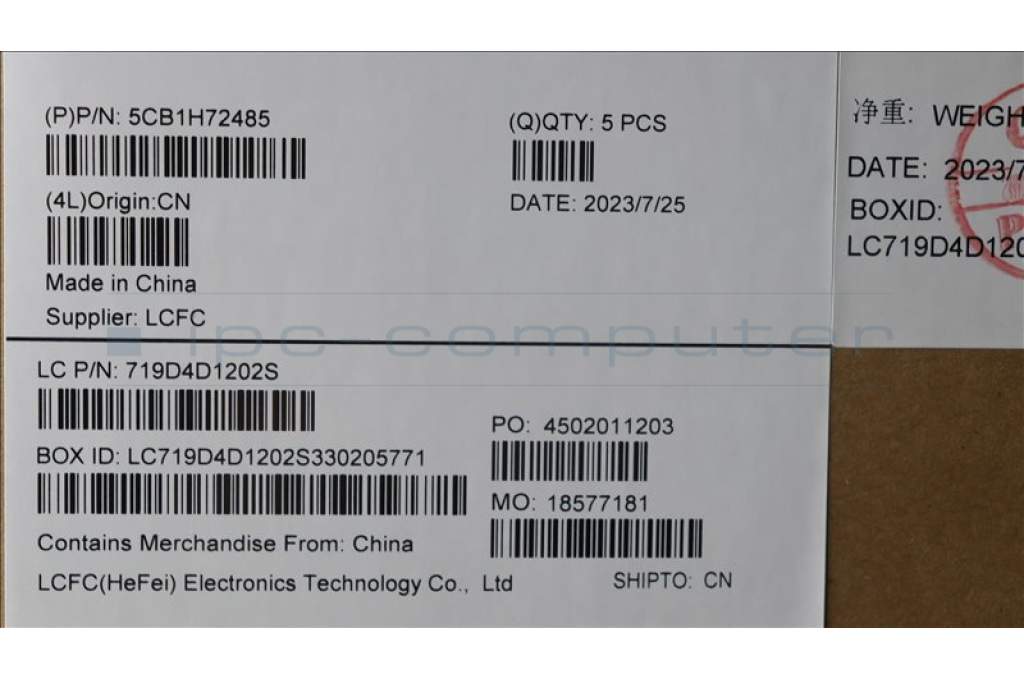 (P)P/N: 5CB1H72485
(Q)QTY: 5 PCS
(4L)Origin:CN
DATE: 2023/7/25
Made in China
Supplier: LCFC
净重: WEIGH
DATE: 2023/7
BOXID:
LC719D4D120
ipc computer
LC P/N: 719D4D1202S
PO: 4502011203
BOX ID: LC719D4D1202S330205771
MO: 18577181
Contains Merchandise From: China
LCFC(HeFei) Electronics Technology Co., Ltd
SHIPTO: CN